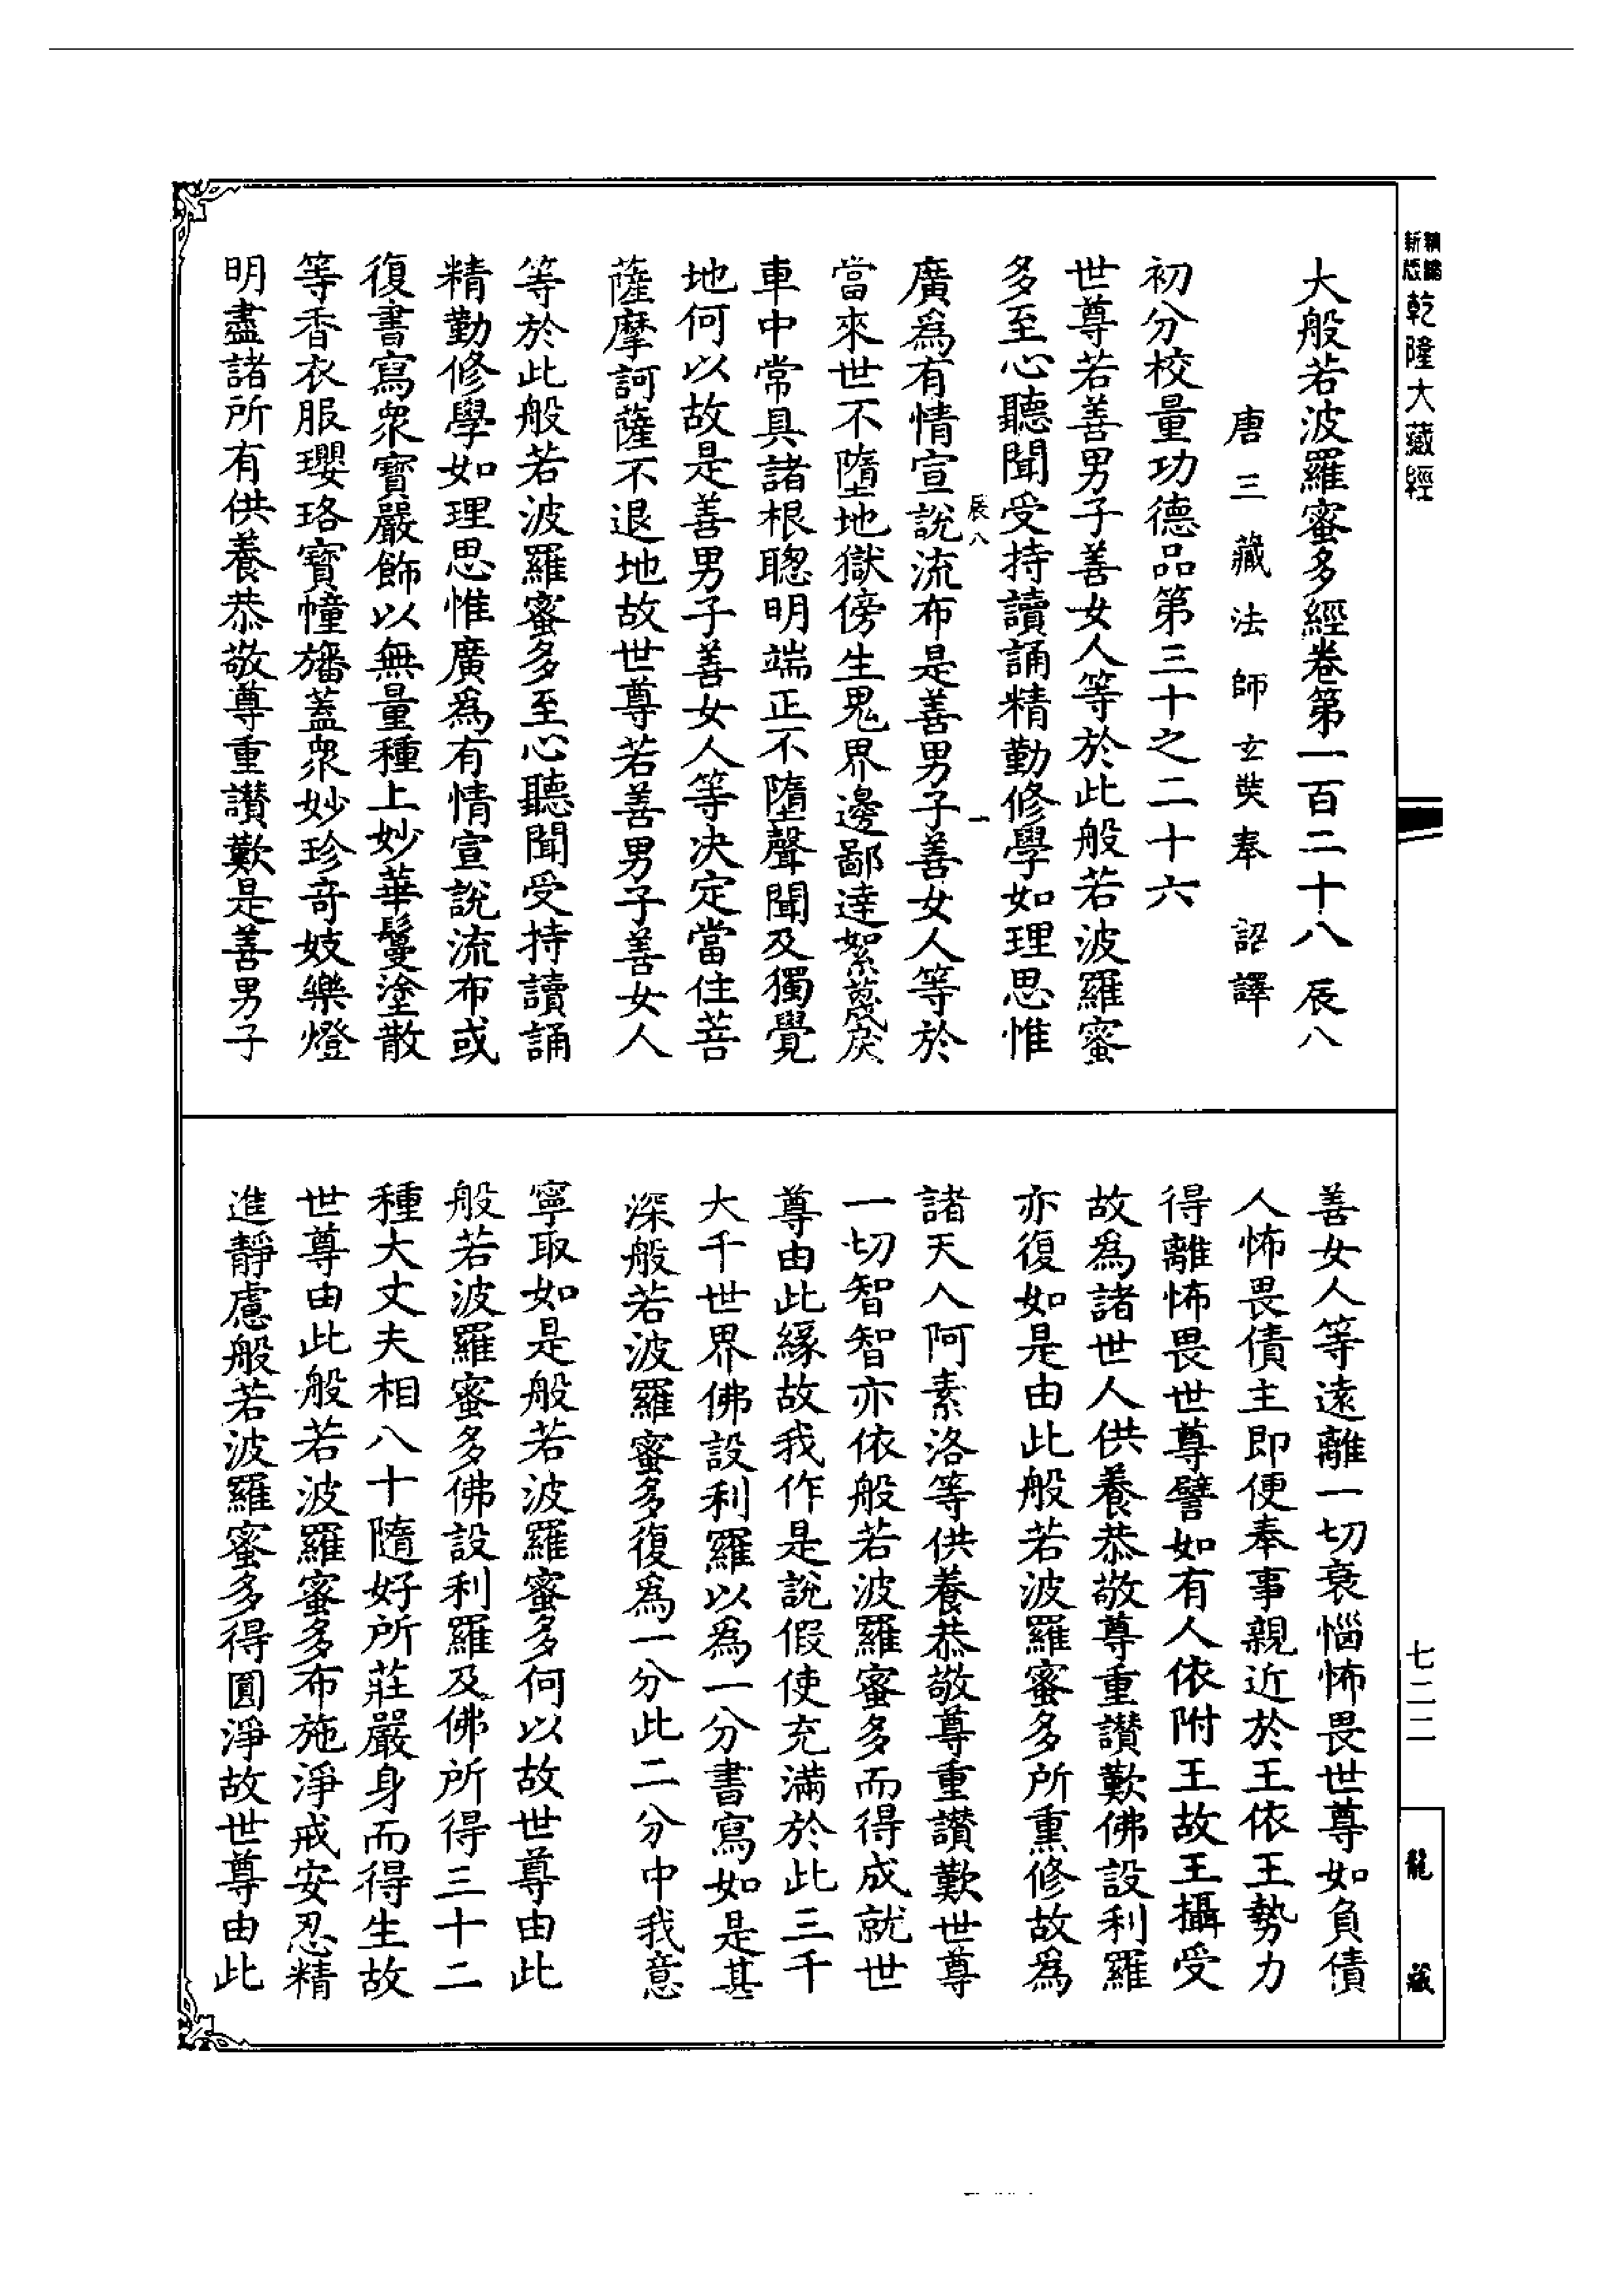 新版精縮乾隆大藏經
大般若波羅蜜多經卷第一百二十八　辰八
唐三藏法師玄奘奉　詔譯
初分校量功德品第三十之二十六
世尊若善男子善女人等於此般若波羅蜜
多至心聽聞受持讀誦精勤修學如理思惟
辰八　一
廣爲有情宣說流布是善男子善女人等於
當來世不墮地獄傍生鬼界邊鄙達絮蔑戾
車中常具諸根聰明端正不墮聲聞及獨覺
地何以故是善男子善女人等決定當住菩
薩摩訶薩不退地故世尊若善男子善女人
等於此般若波羅蜜多至心聽聞受持讀誦
精勤修學如理思惟廣爲有情宣說流布或
復書寫衆寶嚴飾以無量種上妙華鬘塗散
等香衣服瓔珞寶幢旛蓋衆妙珍奇妓樂燈
明盡諸所有供養恭敬尊重讚歎是善男子
善女人等遠離一切衰惱怖畏世尊如負債
人怖畏債主即便奉事親近於王依王勢力
得離怖畏世尊譬如有人依附王故王攝受
故爲諸世人供養恭敬尊重讚歎佛設利羅
亦復如是由此般若波羅蜜多所熏修故爲
諸天人阿素洛等供養恭敬尊重讚歎世尊
一切智智亦依般若波羅蜜多而得成就世
尊由此緣故我作是說假使充滿於此三千
大千世界佛設利羅以爲一分書寫如是甚
深般若波羅蜜多復爲一分此二分中我意
寧取如是般若波羅蜜多何以故世尊由此
般若波羅蜜多佛設利羅及佛所得三十二
種大丈夫相八十隨好所莊嚴身而得生故
世尊由此般若波羅蜜多布施淨戒安忍精
進靜慮般若波羅蜜多得圓淨故世尊由此
七二二
龍藏